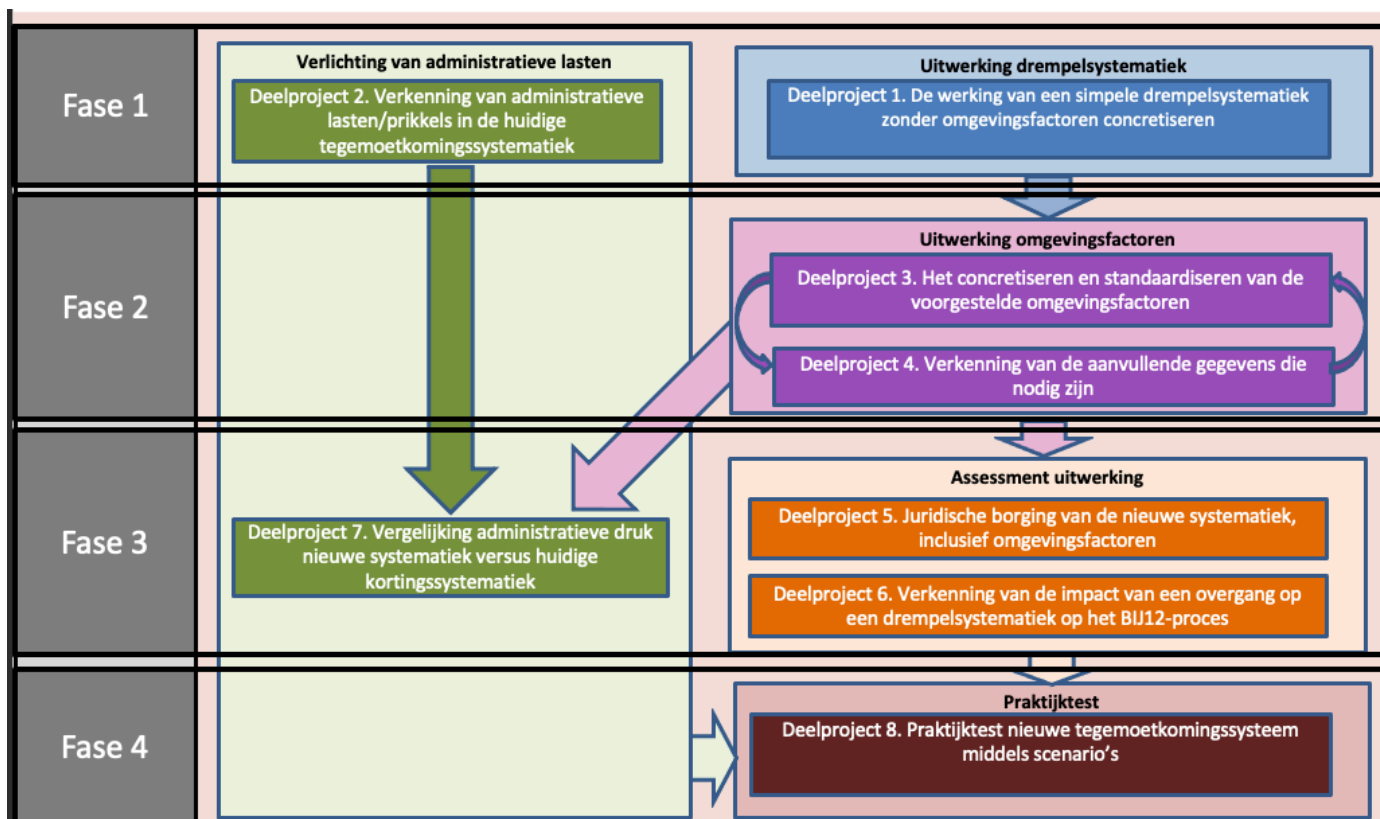 Fase 1
Verlichting van administratieve lasten
Deelproject 2. Verkenning van administratieve
lasten/prikkels in de huidige
tegemoetkomingssystematiek
Uitwerking drempelsystematiek
Deelproject 1. De werking van een simpele drempelsystematiek
zonder omgevingsfactoren concretiseren
Fase 2
Uitwerking omgevingsfactoren
Deelproject 3. Het concretiseren en standaardiseren van de
voorgestelde omgevingsfactoren
Deelproject 4. Verkenning van de aanvullende gegevens die
nodig zijn
Fase 3
Deelproject 7. Vergelijking administratieve druk
nieuwe systematiek versus huidige
kortingssystematiek
Assessment uitwerking
Deelproject 5. Juridische borging van de nieuwe systematiek,
inclusief omgevingsfactoren
Deelproject 6. Verkenning van de impact van een overgang op
een drempelsystematiek op het BIJ12-proces
Fase 4
Praktijktest
Deelproject 8. Praktijktest nieuwe tegemoetkomingssysteem
middels scenario's